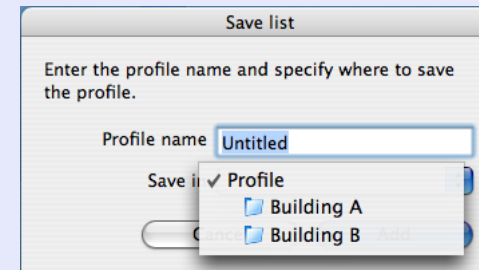 Save list
Enter the profile name and specify where to save
the profile.
Profile name Untitled
Save i ✓ Profile
Building A
Building B
Cance Add